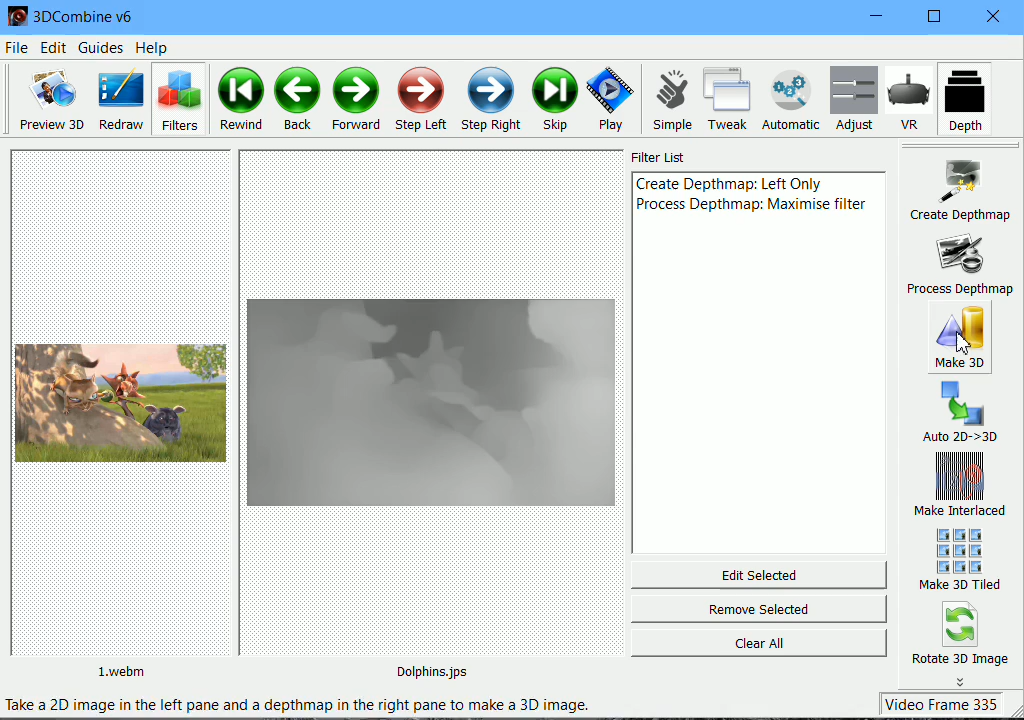 3DCombine v6
File Edit Guides Help
Preview 3D Redraw Filters Rewind Back Forward Step Left Step Right Skip Play Simple Tweak Automatic Adjust VR Depth
Filter List
Create Depthmap: Left Only
Process Depthmap: Maximise filter
Edit Selected
Remove Selected
Clear All
Create Depthmap
Process Depthmap
Make 3D
Auto 2D->3D
Make Interlaced
Make 3D Tiled
Rotate 3D Image
1.webm Dolphins.jps
Take a 2D image in the left pane and a depthmap in the right pane to make a 3D image. Video Frame 335